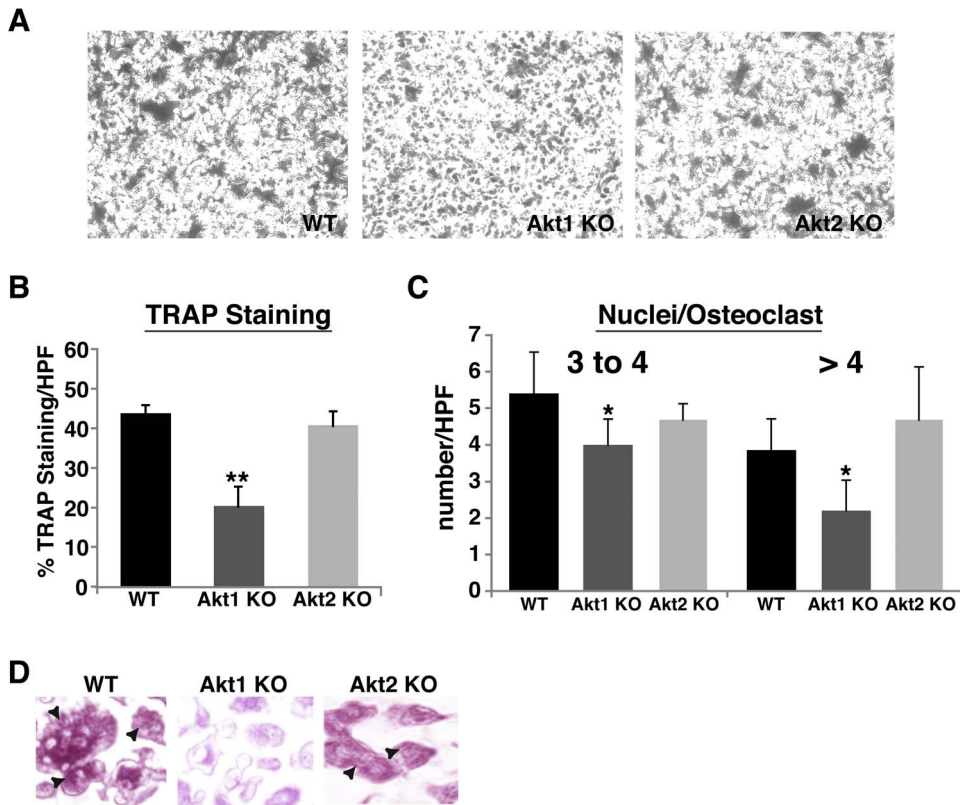 A
WT
Akt1 KO
Akt2 KO
B
TRAP Staining
% TRAP Staining/HPF
60
50
40
30
20
10
0
**
WT
Akt1 KO
Akt2 KO
C
Nuclei/Osteoclast
number/HPF
7
6
5
4
3
2
1
0
3 to 4
> 4
*
*
WT
Akt1 KO
Akt2 KO
WT
Akt1 KO
Akt2 KO
D
WT
Akt1 KO
Akt2 KO